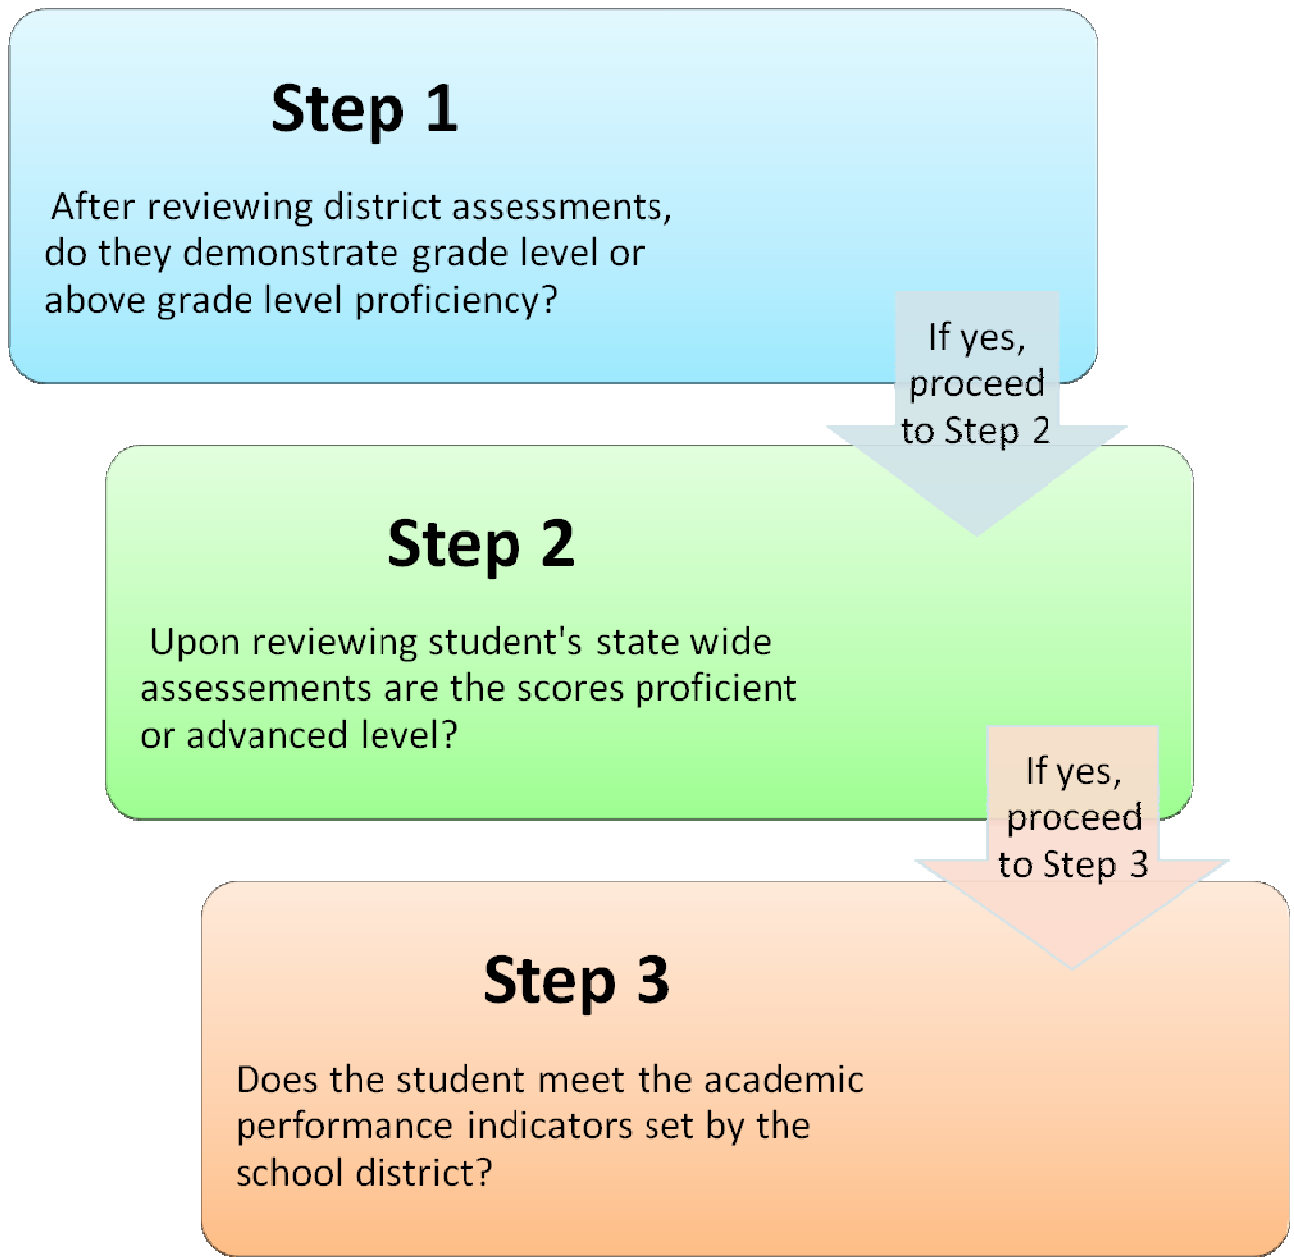 Step 1
After reviewing district assessments,
do they demonstrate grade level or
above grade level proficiency?
If yes,
proceed
to Step 2
Step 2
Upon reviewing student's state wide
assessements are the scores proficient
or advanced level?
If yes,
proceed
to Step 3
Step 3
Does the student meet the academic
performance indicators set by the
school district?